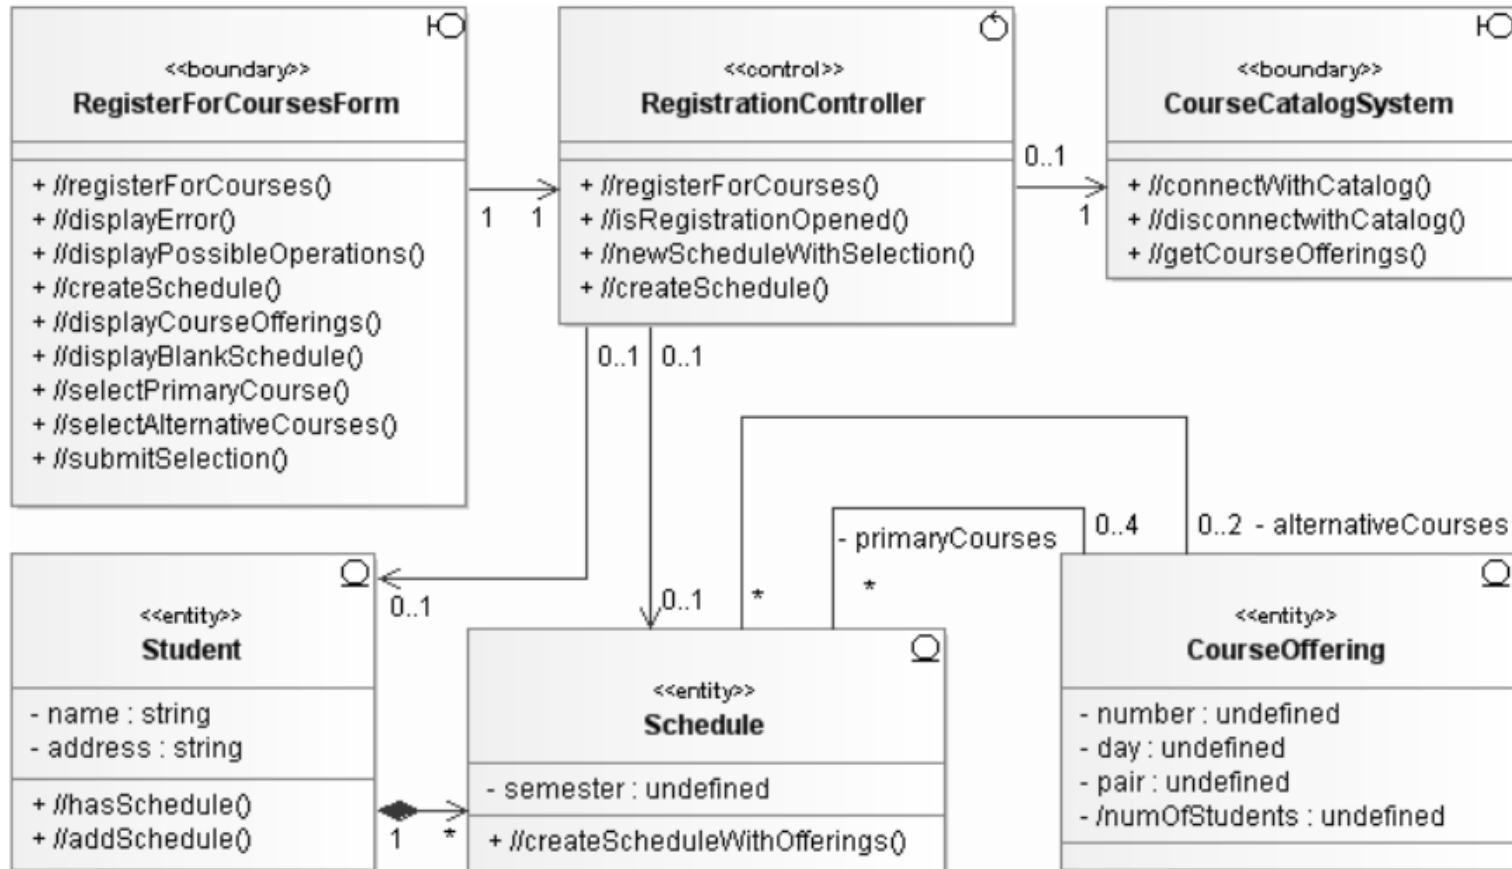 <<boundary>>
RegisterForCoursesForm
+ //registerForCourses()
+ //displayError()
+ //displayPossibleOperations()
+ //createSchedule()
+ //displayCourseOfferings()
+ //displayBlankSchedule()
+ //selectPrimaryCourse()
+ //selectAlternativeCourses()
+ //submitSelection()
1
1
<<control>>
RegistrationController
+ //registerForCourses()
+ //isRegistrationOpened()
+ //newScheduleWithSelection()
+ //createSchedule()
0..1
1
<<boundary>>
CourseCatalogSystem
+ //connectWithCatalog()
+ //disconnectwithCatalog()
+ //getCourseOfferings()
0..1
0..1
0..1
0..1
*
- primaryCourses
*
0..4
0..2
- alternativeCourses
<<entity>>
Student
- name : string
- address : string
+ //hasSchedule()
+ //addSchedule()
1
*
<<entity>>
Schedule
- semester : undefined
+ //createScheduleWithOfferings()
<<entity>>
CourseOffering
- number : undefined
- day : undefined
- pair : undefined
- /numOfStudents : undefined